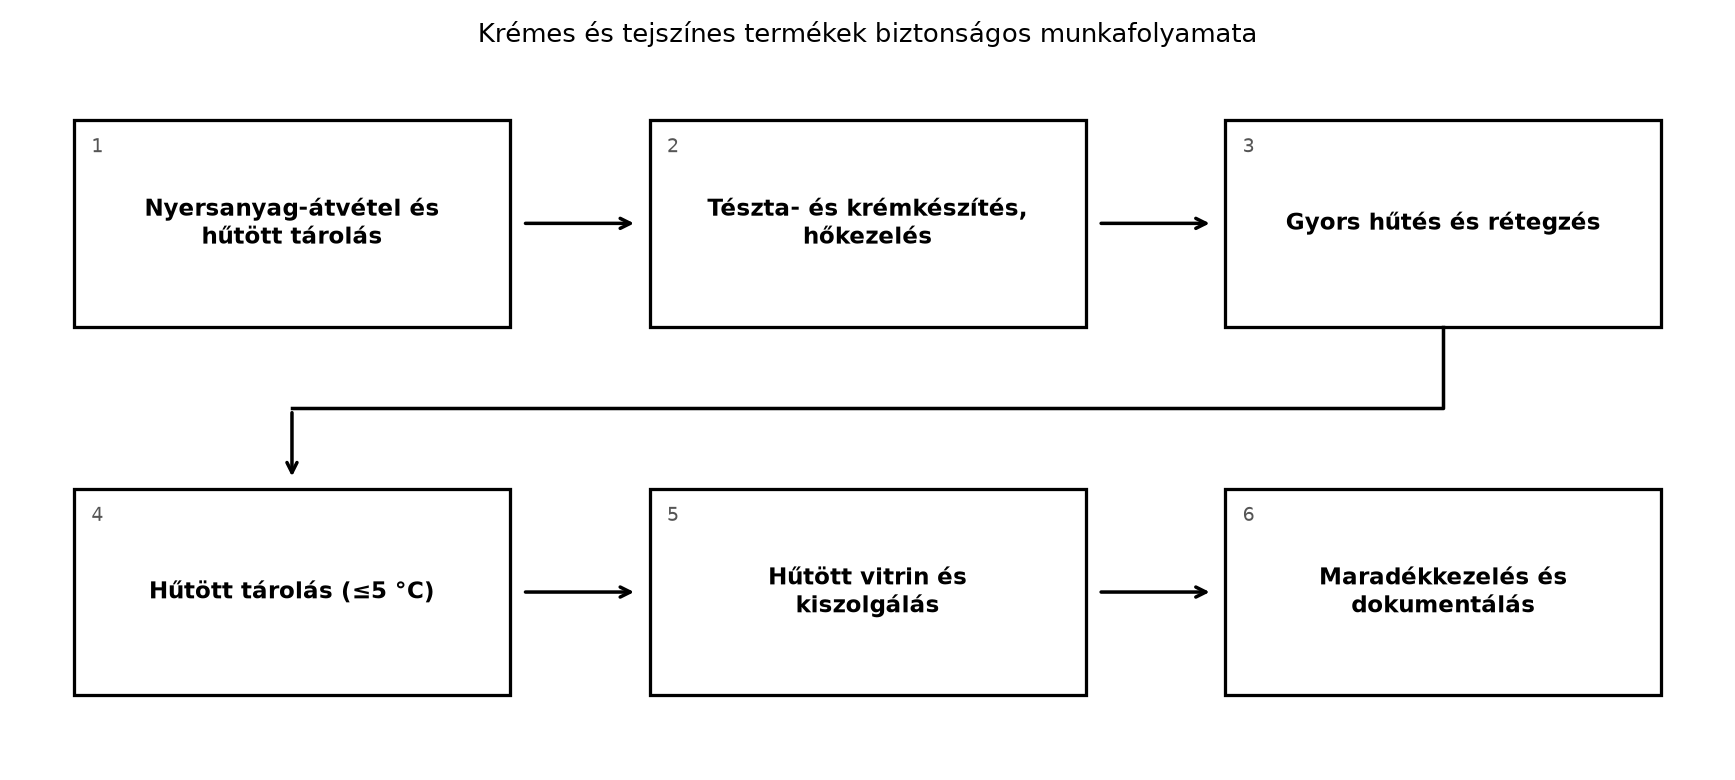 Krémes és tejszínes termékek biztonságos munkafolyamata
1
Nyersanyag-átvétel és
hűtött tárolás
2
Tészta- és krémkészítés,
hőkezelés
3
Gyors hűtés és rétegzés
4
Hűtött tárolás (≤5 °C)
5
Hűtött vitrin és
kiszolgálás
6
Maradékkezelés és
dokumentálás